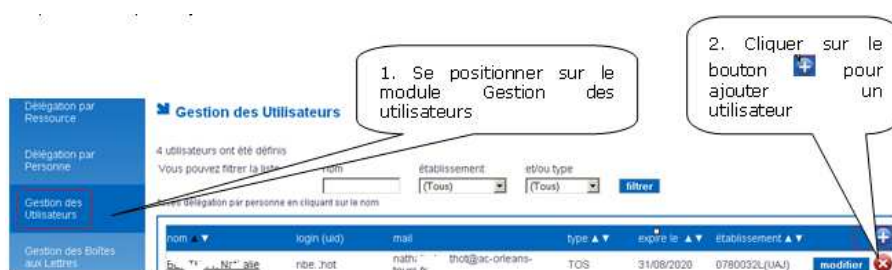 1. Se positionner sur le
module Gestion des
utilisateurs
2. Cliquer sur le
bouton pour
ajouter un
utilisateur
Délégation par
Ressource
Délégation par
Personne
Gestion des
Utilisateurs
Gestion des Boîtes
aux Lettres
Gestion des Utilisateurs
4 utilisateurs ont été définis
Vous pouvez filtrer la liste
nom
établissement
et/ou type
(Tous)
(Tous)
filtrer
délégation par personne en cliquant sur le nom
nom
login (uid)
mail
type
expire le
établissement
thot@ac-orleans-
TOS
31/08/2020
0780032L(UAJ)
modifier